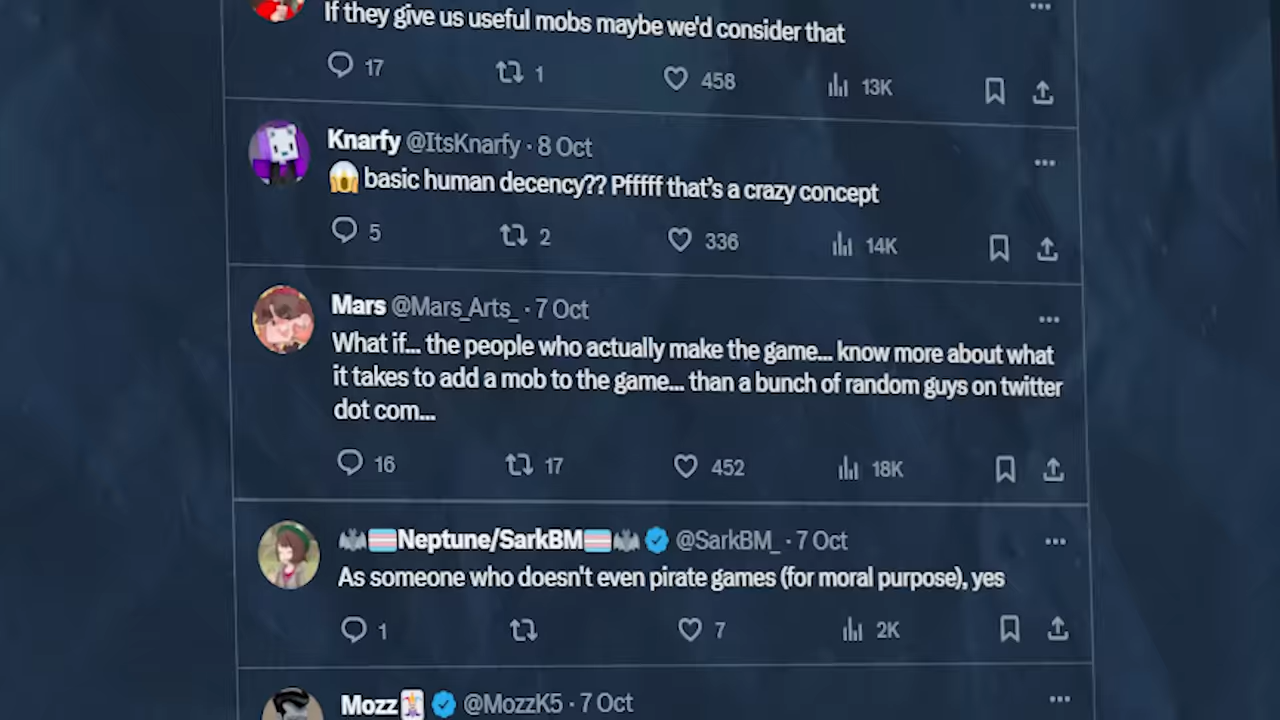 If they give us useful mobs maybe we'd consider that
17 1 458 13K
Knarfy @ItsKnarfy · 8 Oct
😱 basic human decency?? Pfffff that's a crazy concept
5 2 336 14K
Mars @Mars_Arts_ · 7 Oct
What if... the people who actually make the game... know more about what
it takes to add a mob to the game... than a bunch of random guys on twitter
dot com...
16 17 452 18K
🦇🏳️‍⚧️Neptune/SarkBM🏳️‍⚧️🦇 @SarkBM_ · 7 Oct
As someone who doesn't even pirate games (for moral purpose), yes
1 7 2K
Mozz🃏 @MozzK5 · 7 Oct